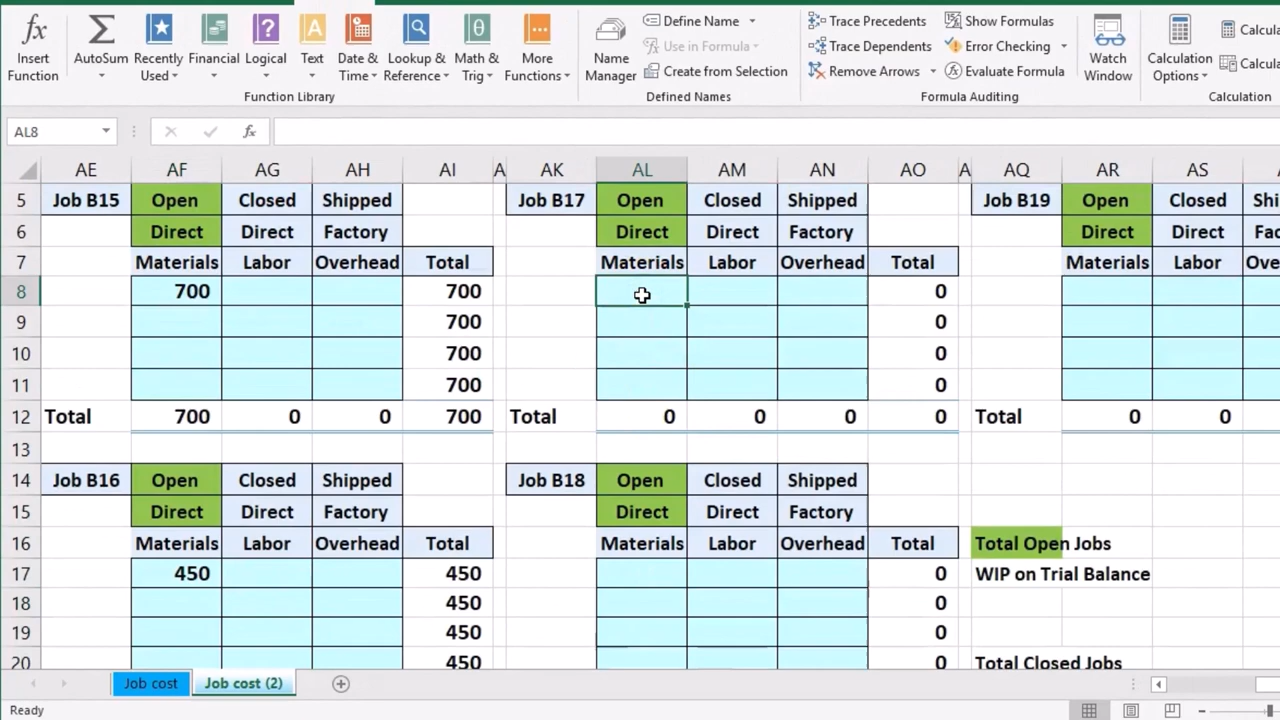 fx Σ ? A θ fx
Insert Function AutoSum Recently Used Financial Logical Text Date & Time Lookup & Reference Math & Trig More Functions
Function Library
Name Manager
Define Name
Use in Formula
Create from Selection
Defined Names
Trace Precedents
Trace Dependents
Remove Arrows
Show Formulas
Error Checking
Evaluate Formula
Formula Auditing
Watch Window
Calculation Options
Calcula
Calcula
Calculation
AL8 fx
AE AF AG AH AI A AK AL AM AN AO A AQ AR AS
5 Job B15 Open Closed Shipped Job B17 Open Closed Shipped Job B19 Open Closed Shi
6 Direct Direct Factory Direct Direct Factory Direct Direct Fac
7 Materials Labor Overhead Total Materials Labor Overhead Total Materials Labor Ove
8 700 700 0
9 700 0
10 700 0
11 700 0
12 Total 700 0 0 700 Total 0 0 0 0 Total 0 0
13
14 Job B16 Open Closed Shipped Job B18 Open Closed Shipped
15 Direct Direct Factory Direct Direct Factory
16 Materials Labor Overhead Total Materials Labor Overhead Total Total Open Jobs
17 450 450 0 WIP on Trial Balance
18 450 0
19 450 0
20 450 0 Total Closed Jobs
Job cost Job cost (2)
Ready